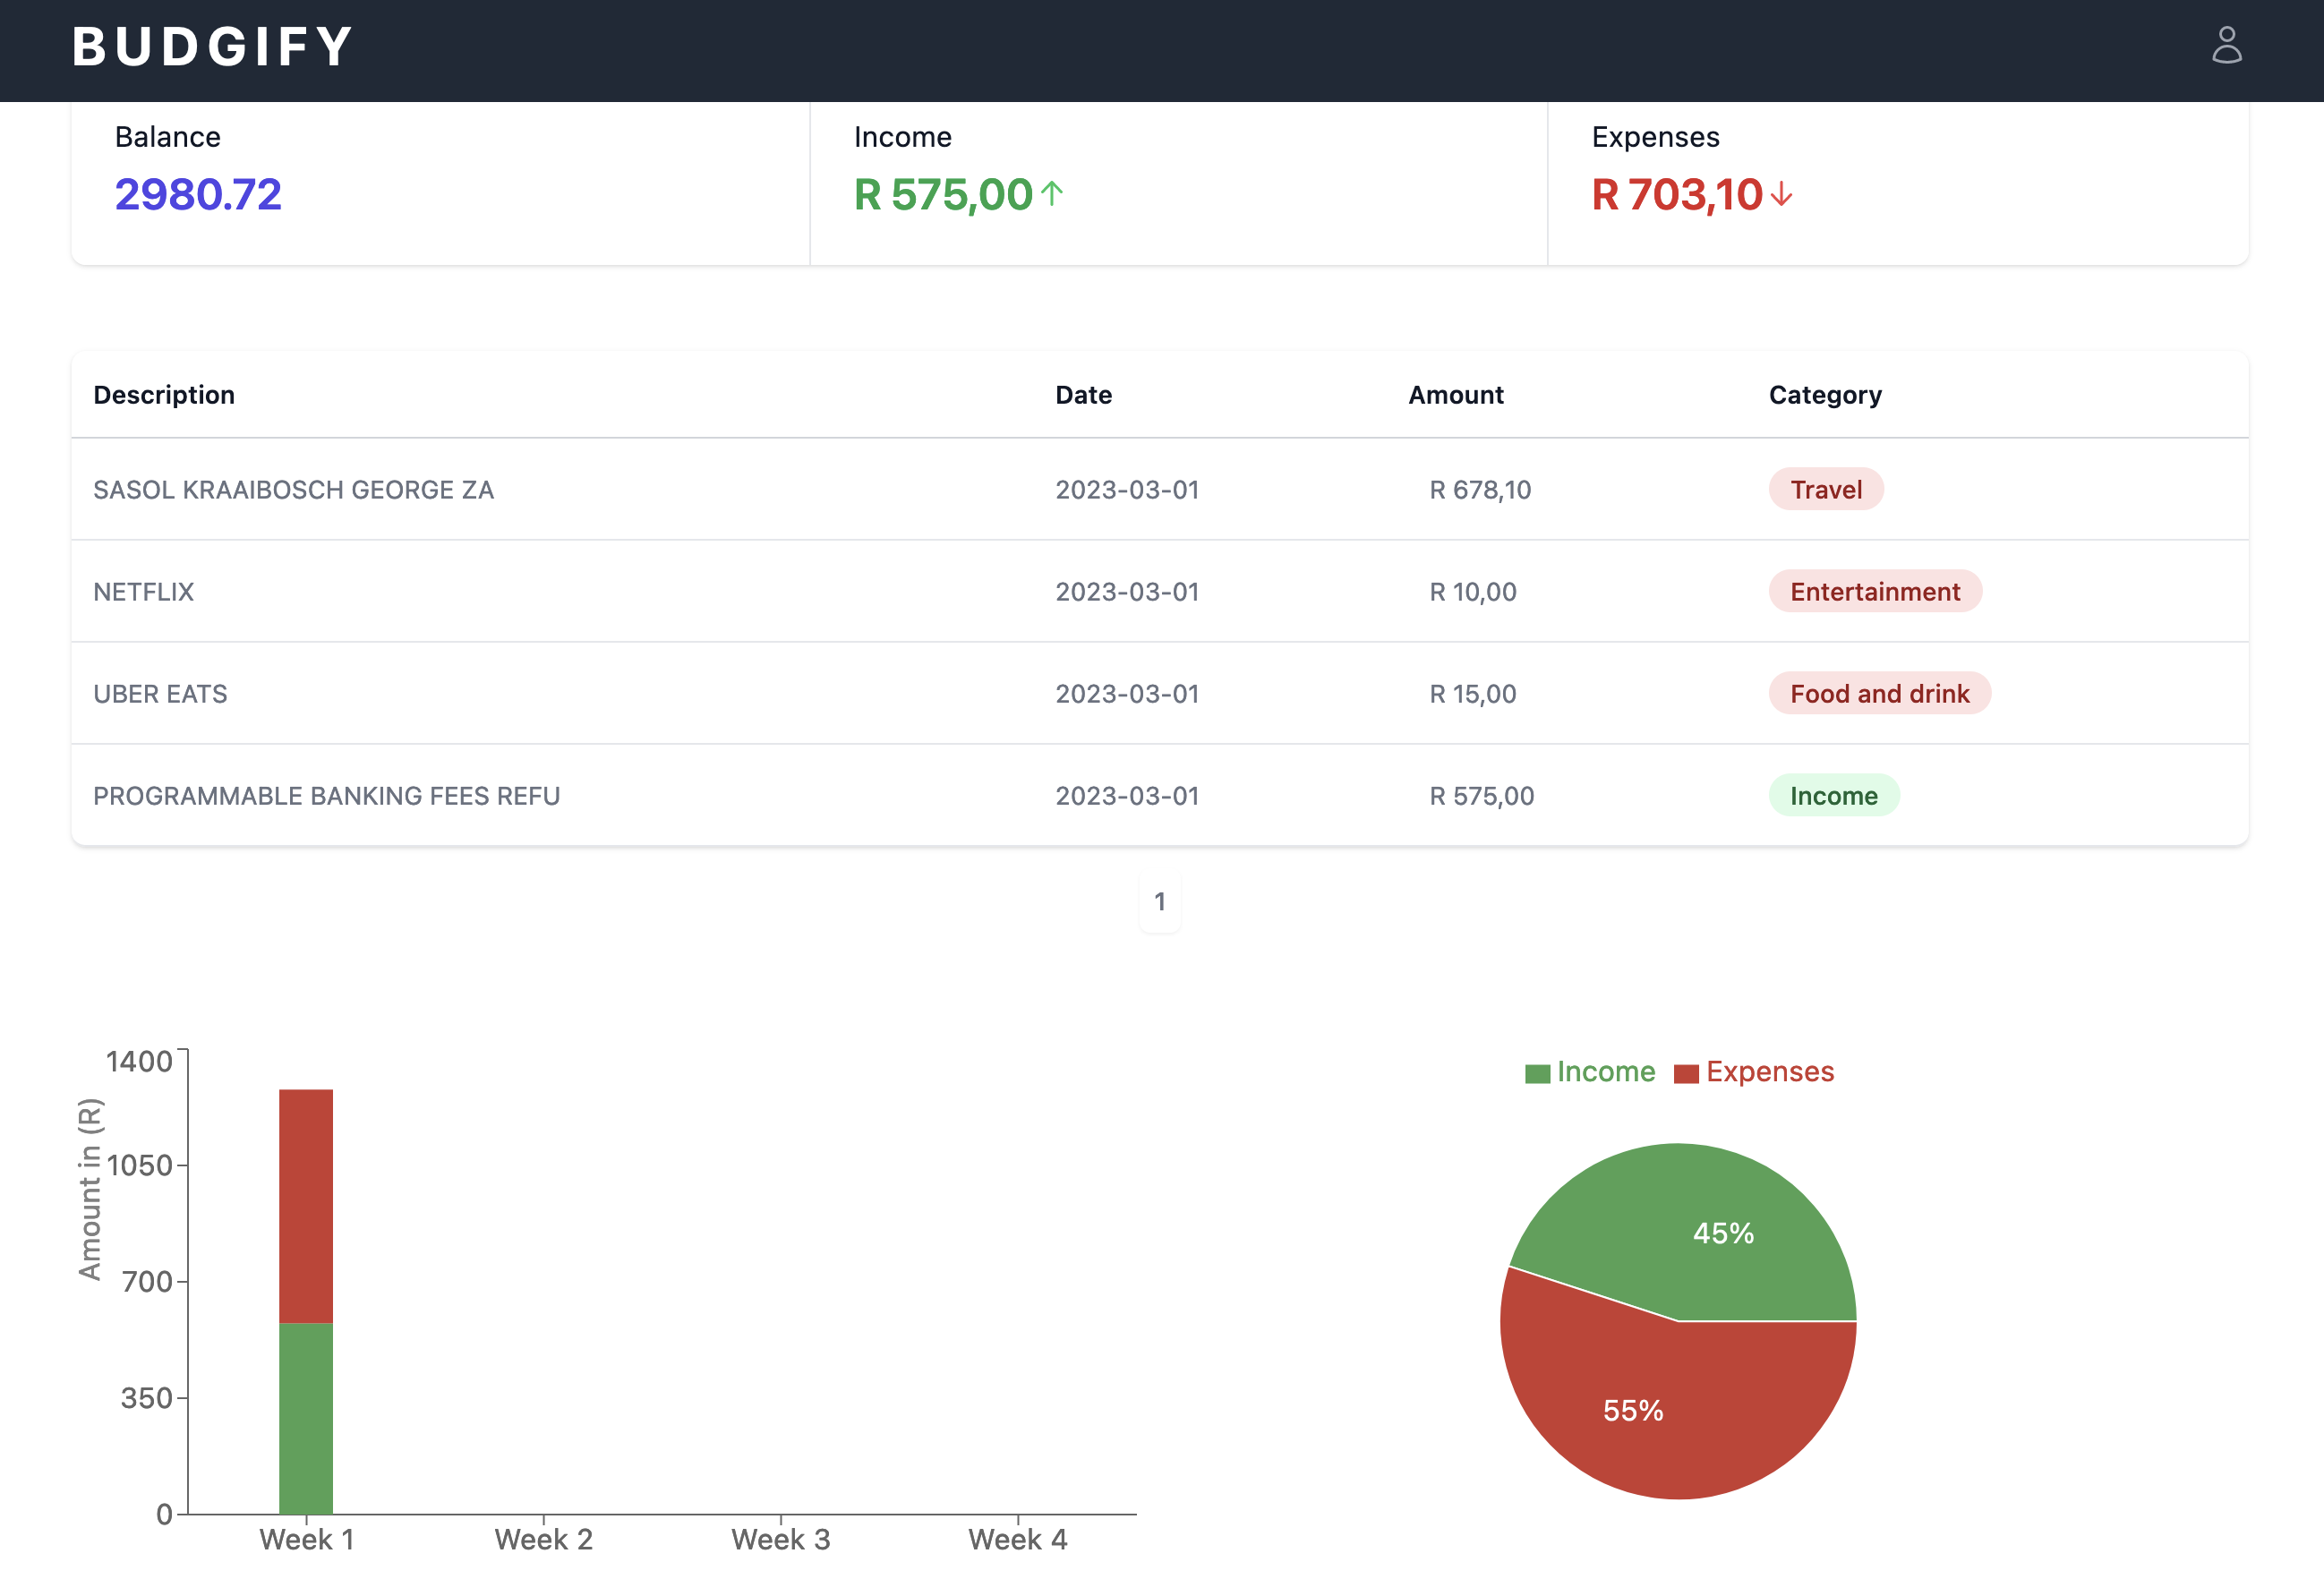 BUDGIFY
Balance Income Expenses
2980.72 R 575,00 R 703,10
Description Date Amount Category
SASOL KRAAIBOSCH GEORGE ZA 2023-03-01 R 678,10 Travel
NETFLIX 2023-03-01 R 10,00 Entertainment
UBER EATS 2023-03-01 R 15,00 Food and drink
PROGRAMMABLE BANKING FEES REFU 2023-03-01 R 575,00 Income
1
1400
1050
700
350
0
Amount in (R)
Week 1 Week 2 Week 3 Week 4
Income Expenses
45%
55%